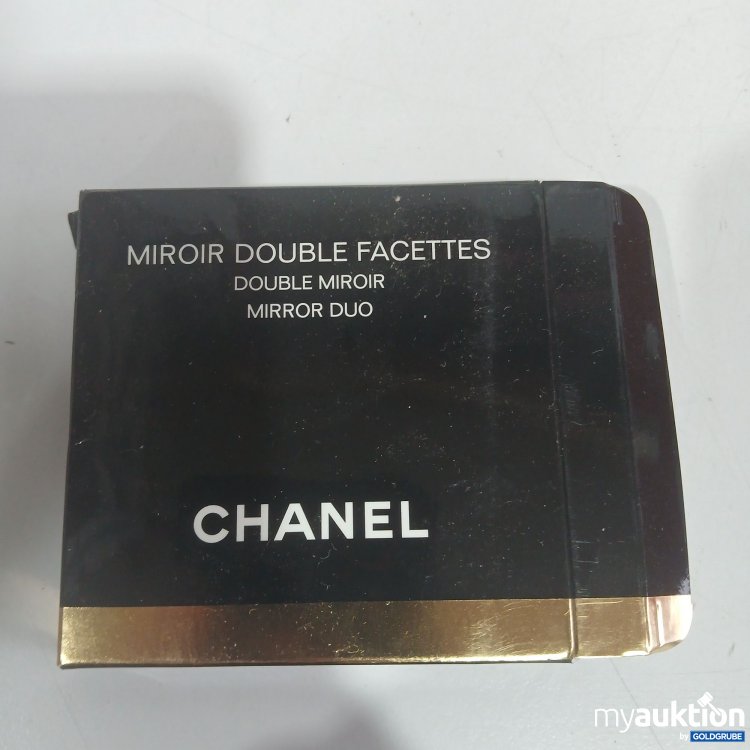 MIROIR DOUBLE FACETTES
DOUBLE MIROIR
MIRROR DUO
CHANEL
myauktion
by GOLDGRUBE